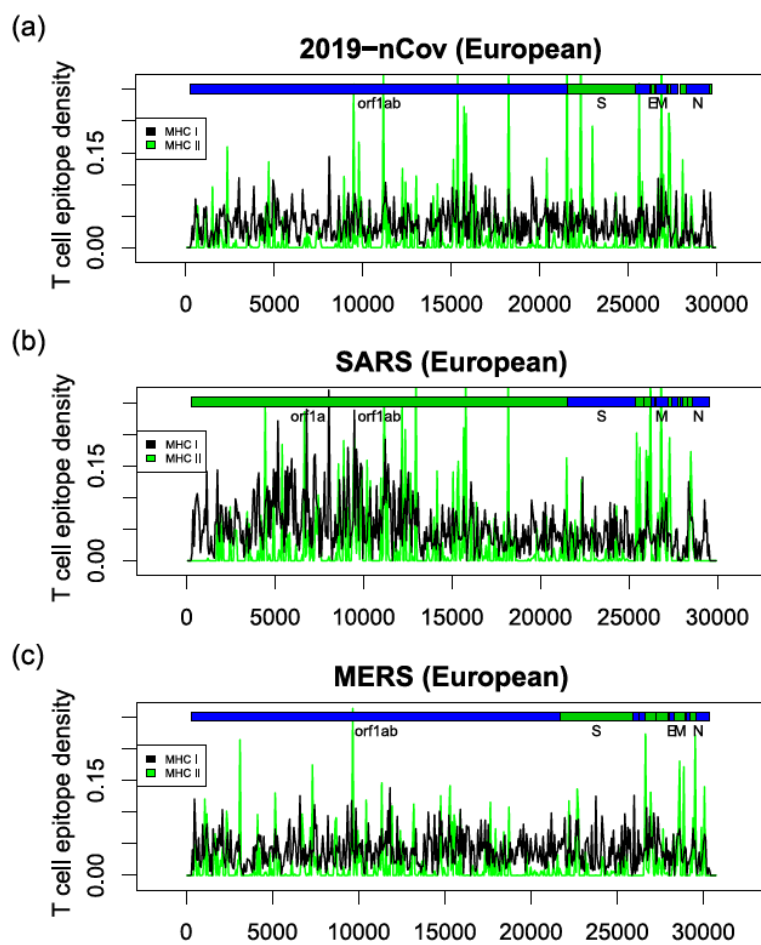 (a)
2019-nCov (European)
T cell epitope density
0.00 0.15
MHC I
MHC II
orf1ab S E M N
0 5000 10000 15000 20000 25000 30000
(b)
SARS (European)
T cell epitope density
0.00 0.15
MHC I
MHC II
orf1a orf1ab S M N
0 5000 10000 15000 20000 25000 30000
(c)
MERS (European)
T cell epitope density
0.00 0.15
MHC I
MHC II
orf1ab S E M N
0 5000 10000 15000 20000 25000 30000